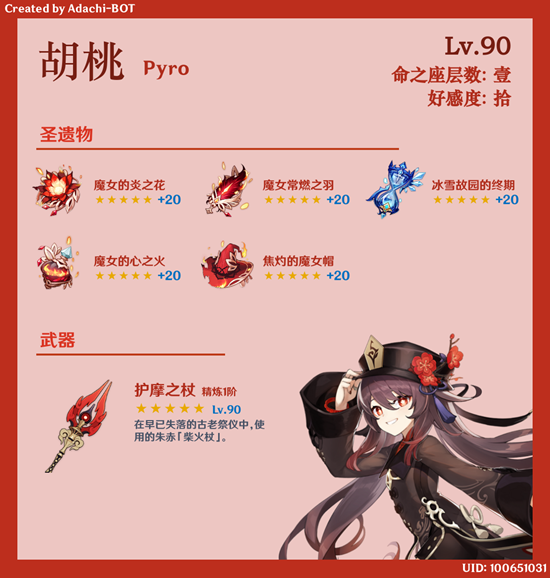 Created by Adachi-BOT
胡桃 Pyro
Lv.90
命之座层数: 壹
好感度: 拾
圣遗物
魔女的炎之花
★★★★★ +20
魔女常燃之羽
★★★★★ +20
冰雪故园的终期
★★★★★ +20
魔女的心之火
★★★★★ +20
焦灼的魔女帽
★★★★★ +20
武器
护摩之杖 精炼1阶
★★★★★ Lv.90
在早已失落的古老祭仪中,使
用的朱赤「柴火杖」。
UID: 100651031